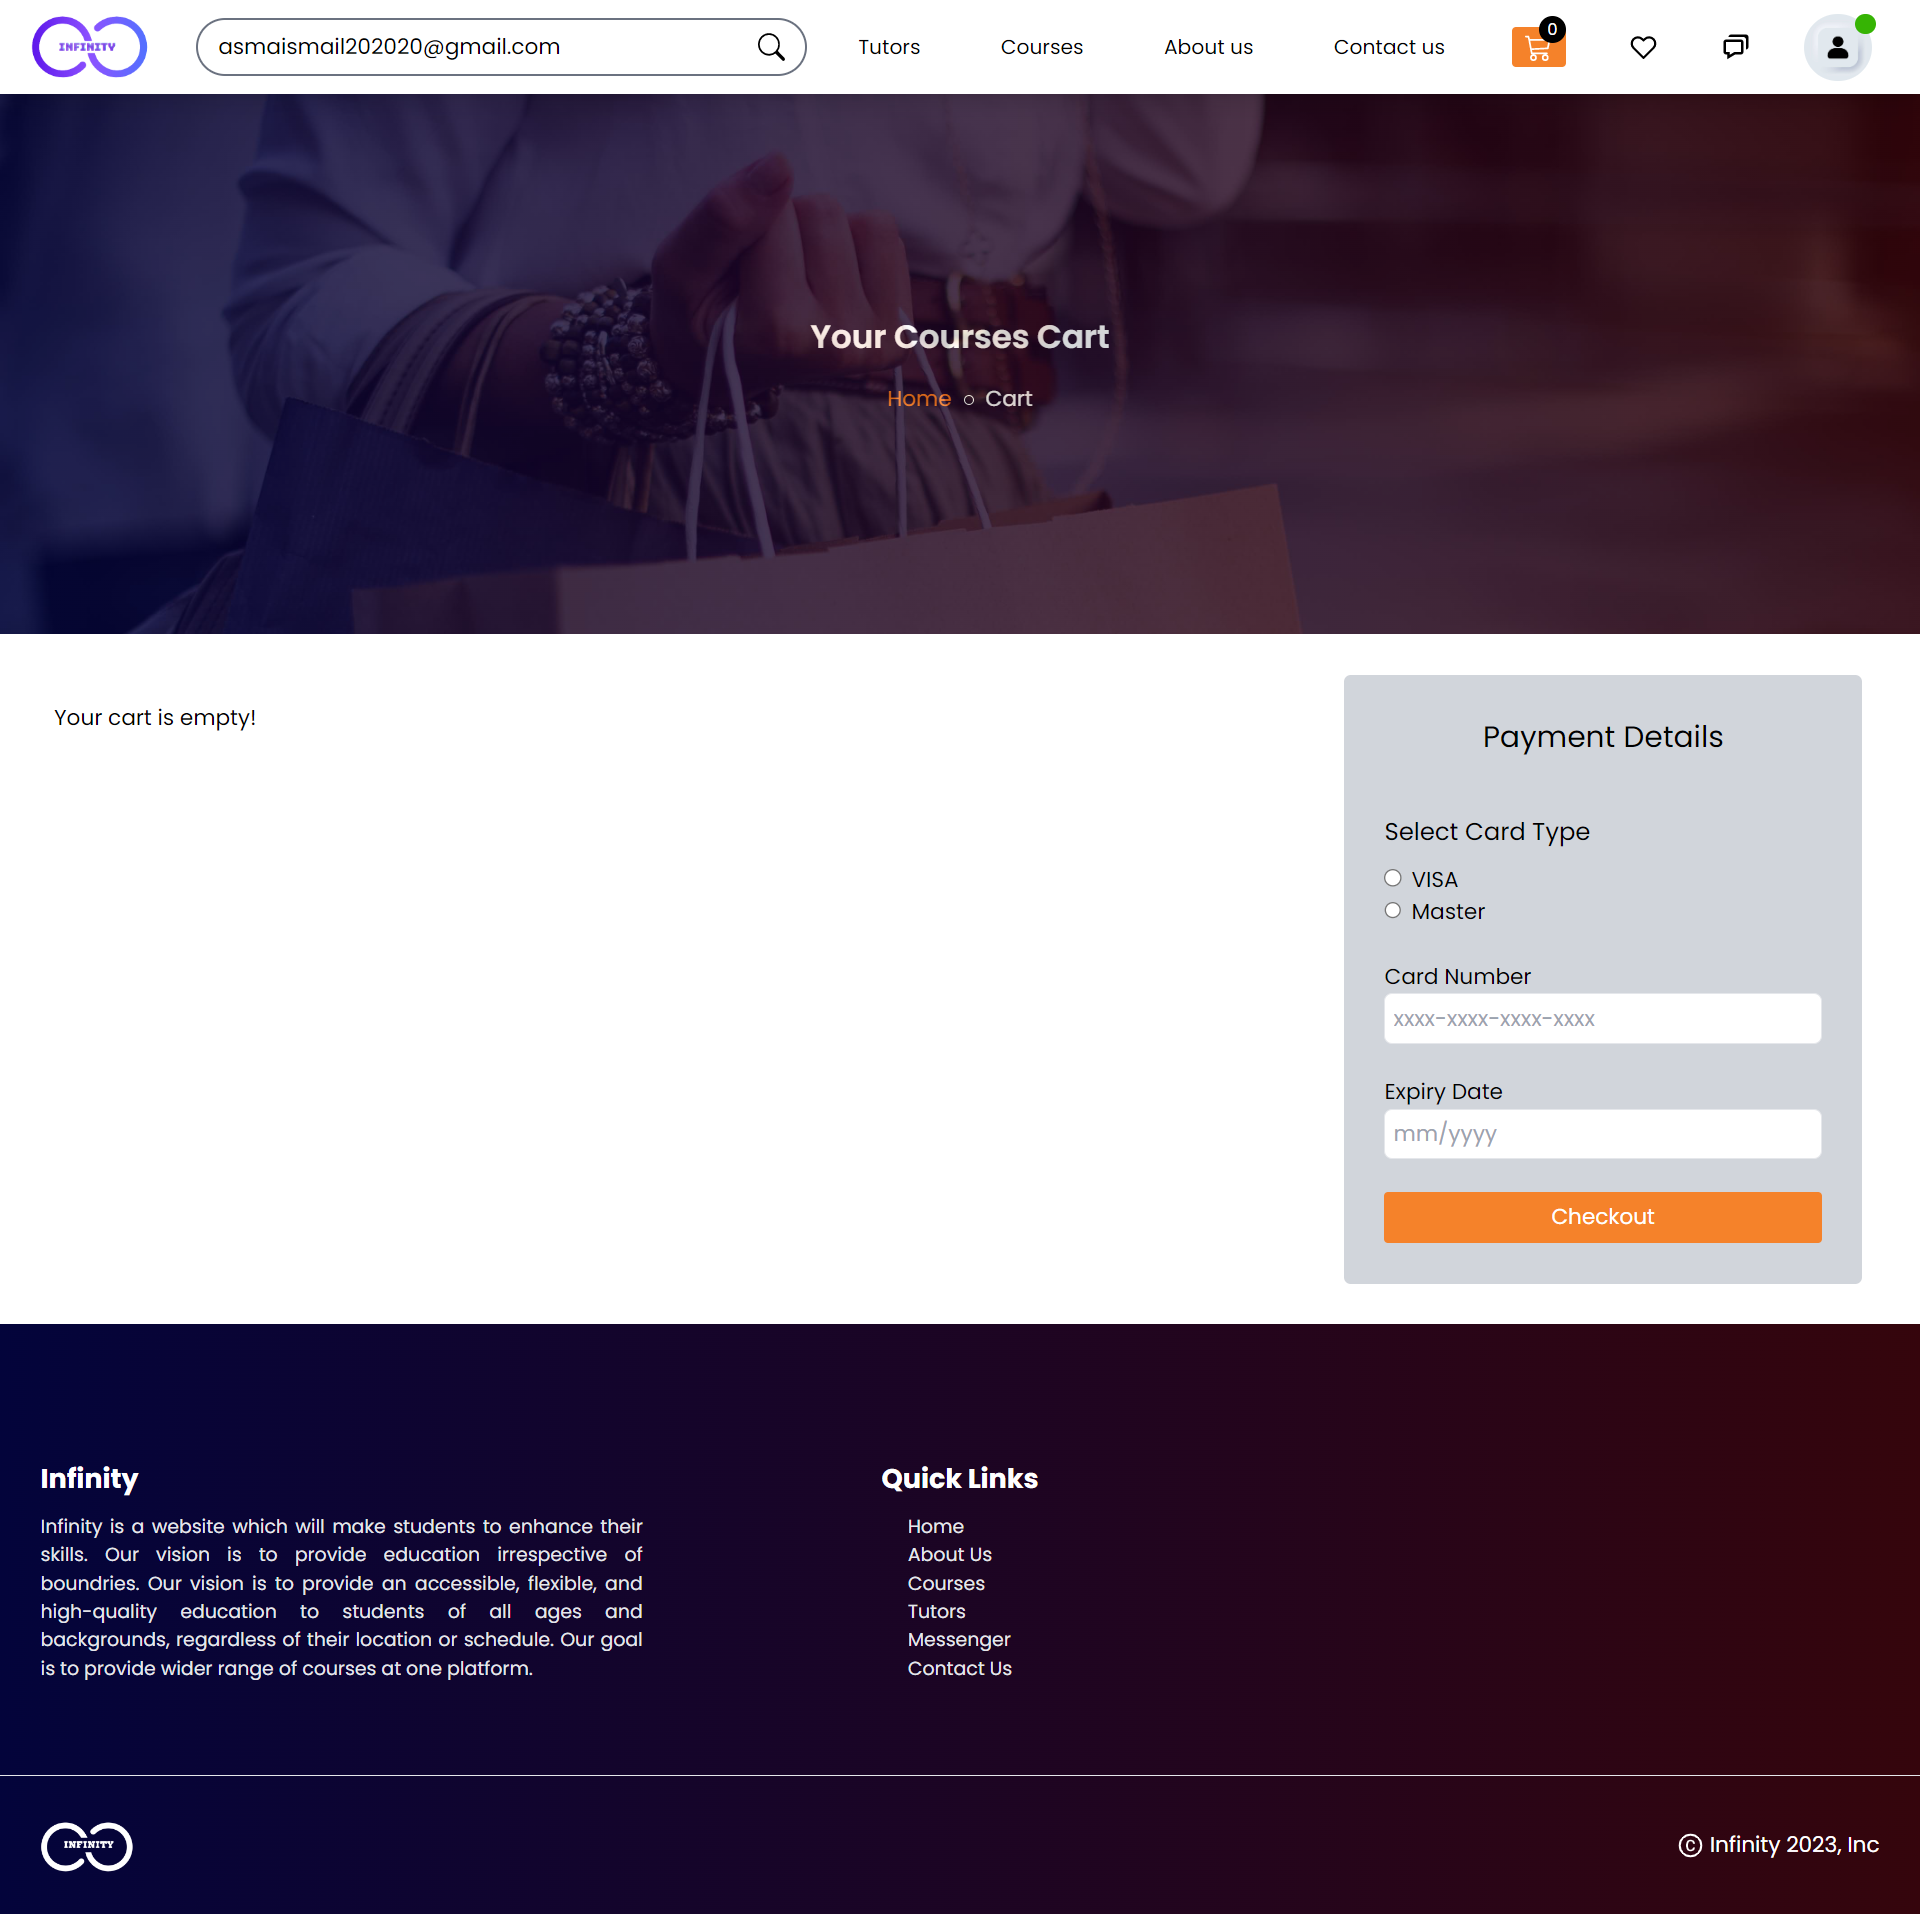 INFINITY
asmaismail202020@gmail.com
Tutors
Courses
About us
Contact us
0
Your Courses Cart
Home
Cart
Your cart is empty!
Payment Details
Select Card Type
VISA
Master
Card Number
xxxx-xxxx-xxxx-xxxx
Expiry Date
mm/yyyy
Checkout
Infinity
Infinity is a website which will make students to enhance their
skills. Our vision is to provide education irrespective of
boundries. Our vision is to provide an accessible, flexible, and
high-quality education to students of all ages and
backgrounds, regardless of their location or schedule. Our goal
is to provide wider range of courses at one platform.
Quick Links
Home
About Us
Courses
Tutors
Messenger
Contact Us
INFINITY
© Infinity 2023, Inc